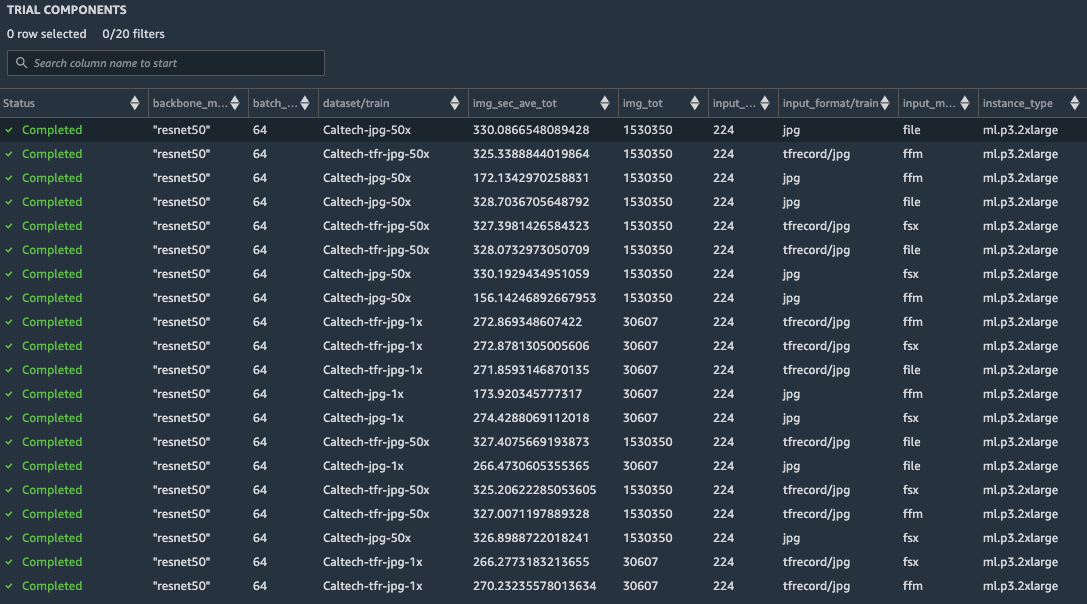 TRIAL COMPONENTS
0 row selected 0/20 filters
Search column name to start
Status backbone_m... batch_... dataset/train img_sec_ave_tot img_tot input_... input_format/train input_m... instance_type
Completed "resnet50" 64 Caltech-jpg-50x 330.0866548089428 1530350 224 jpg file ml.p3.2xlarge
Completed "resnet50" 64 Caltech-tfr-jpg-50x 325.3388844019864 1530350 224 tfrecord/jpg ffm ml.p3.2xlarge
Completed "resnet50" 64 Caltech-jpg-50x 172.1342970258831 1530350 224 jpg ffm ml.p3.2xlarge
Completed "resnet50" 64 Caltech-jpg-50x 328.7036705648792 1530350 224 jpg file ml.p3.2xlarge
Completed "resnet50" 64 Caltech-tfr-jpg-50x 327.3981426584323 1530350 224 tfrecord/jpg fsx ml.p3.2xlarge
Completed "resnet50" 64 Caltech-tfr-jpg-50x 328.0732973050709 1530350 224 tfrecord/jpg file ml.p3.2xlarge
Completed "resnet50" 64 Caltech-jpg-50x 330.1929434951059 1530350 224 jpg fsx ml.p3.2xlarge
Completed "resnet50" 64 Caltech-jpg-50x 156.14246892667953 1530350 224 jpg ffm ml.p3.2xlarge
Completed "resnet50" 64 Caltech-tfr-jpg-1x 272.869348607422 30607 224 tfrecord/jpg ffm ml.p3.2xlarge
Completed "resnet50" 64 Caltech-tfr-jpg-1x 272.8781305005606 30607 224 tfrecord/jpg fsx ml.p3.2xlarge
Completed "resnet50" 64 Caltech-tfr-jpg-1x 271.8593146870135 30607 224 tfrecord/jpg file ml.p3.2xlarge
Completed "resnet50" 64 Caltech-jpg-1x 173.920345777317 30607 224 jpg ffm ml.p3.2xlarge
Completed "resnet50" 64 Caltech-jpg-1x 274.4288069112018 30607 224 jpg fsx ml.p3.2xlarge
Completed "resnet50" 64 Caltech-tfr-jpg-50x 327.4075669193873 1530350 224 tfrecord/jpg file ml.p3.2xlarge
Completed "resnet50" 64 Caltech-jpg-1x 266.4730605355365 30607 224 jpg file ml.p3.2xlarge
Completed "resnet50" 64 Caltech-tfr-jpg-50x 325.20622285053605 1530350 224 tfrecord/jpg fsx ml.p3.2xlarge
Completed "resnet50" 64 Caltech-tfr-jpg-50x 327.0071197889328 1530350 224 tfrecord/jpg ffm ml.p3.2xlarge
Completed "resnet50" 64 Caltech-jpg-50x 326.8988722018241 1530350 224 jpg fsx ml.p3.2xlarge
Completed "resnet50" 64 Caltech-tfr-jpg-1x 266.2773183213655 30607 224 tfrecord/jpg fsx ml.p3.2xlarge
Completed "resnet50" 64 Caltech-tfr-jpg-1x 270.23235578013634 30607 224 tfrecord/jpg ffm ml.p3.2xlarge